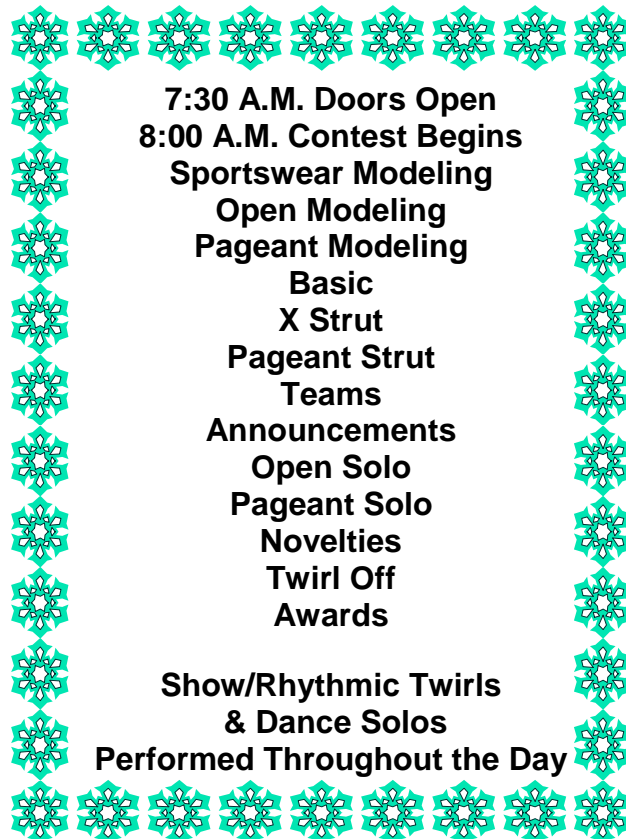 7:30 A.M. Doors Open
8:00 A.M. Contest Begins
Sportswear Modeling
Open Modeling
Pageant Modeling
Basic
X Strut
Pageant Strut
Teams
Announcements
Open Solo
Pageant Solo
Novelties
Twirl Off
Awards
Show/Rhythmic Twirls
& Dance Solos
Performed Throughout the Day